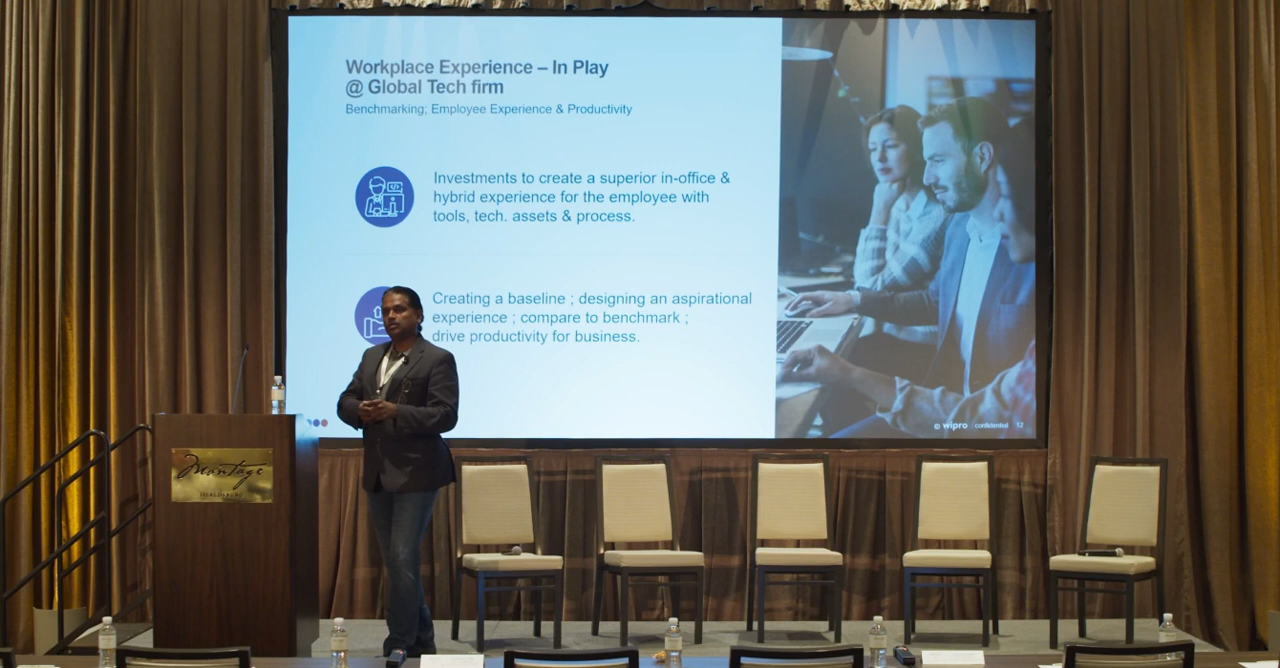 Workplace Experience – In Play
@ Global Tech firm
Benchmarking; Employee Experience & Productivity
Investments to create a superior in-office &
hybrid experience for the employee with
tools, tech. assets & process.
Creating a baseline ; designing an aspirational
experience ; compare to benchmark ;
drive productivity for business.
© wipro confidential 12
Montage
HEALDSBURG